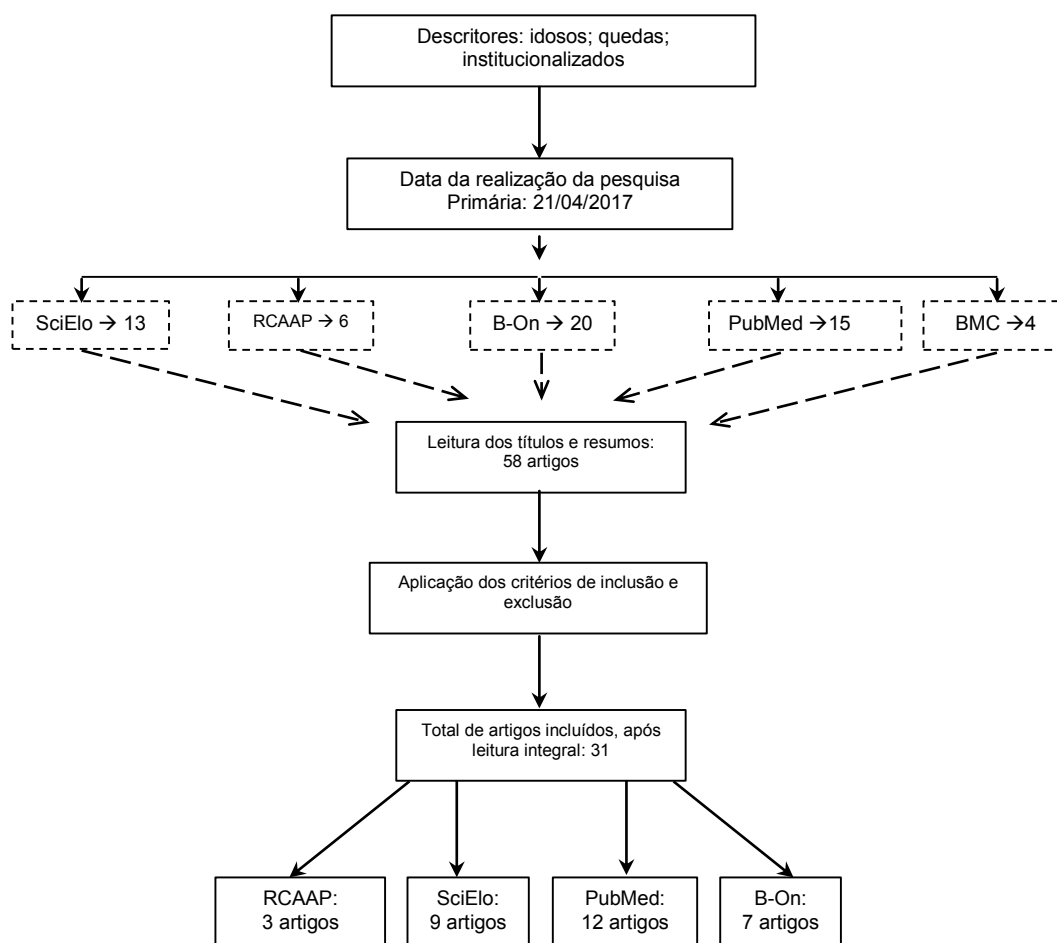 Descritores: idosos; quedas;
institucionalizados
Data da realização da pesquisa
Primária: 21/04/2017
SciElo → 13
RCAAP → 6
B-On → 20
PubMed →15
BMC →4
Leitura dos títulos e resumos:
58 artigos
Aplicação dos critérios de inclusão e
exclusão
Total de artigos incluídos, após
leitura integral: 31
RCAAP:
3 artigos
SciElo:
9 artigos
PubMed:
12 artigos
B-On:
7 artigos